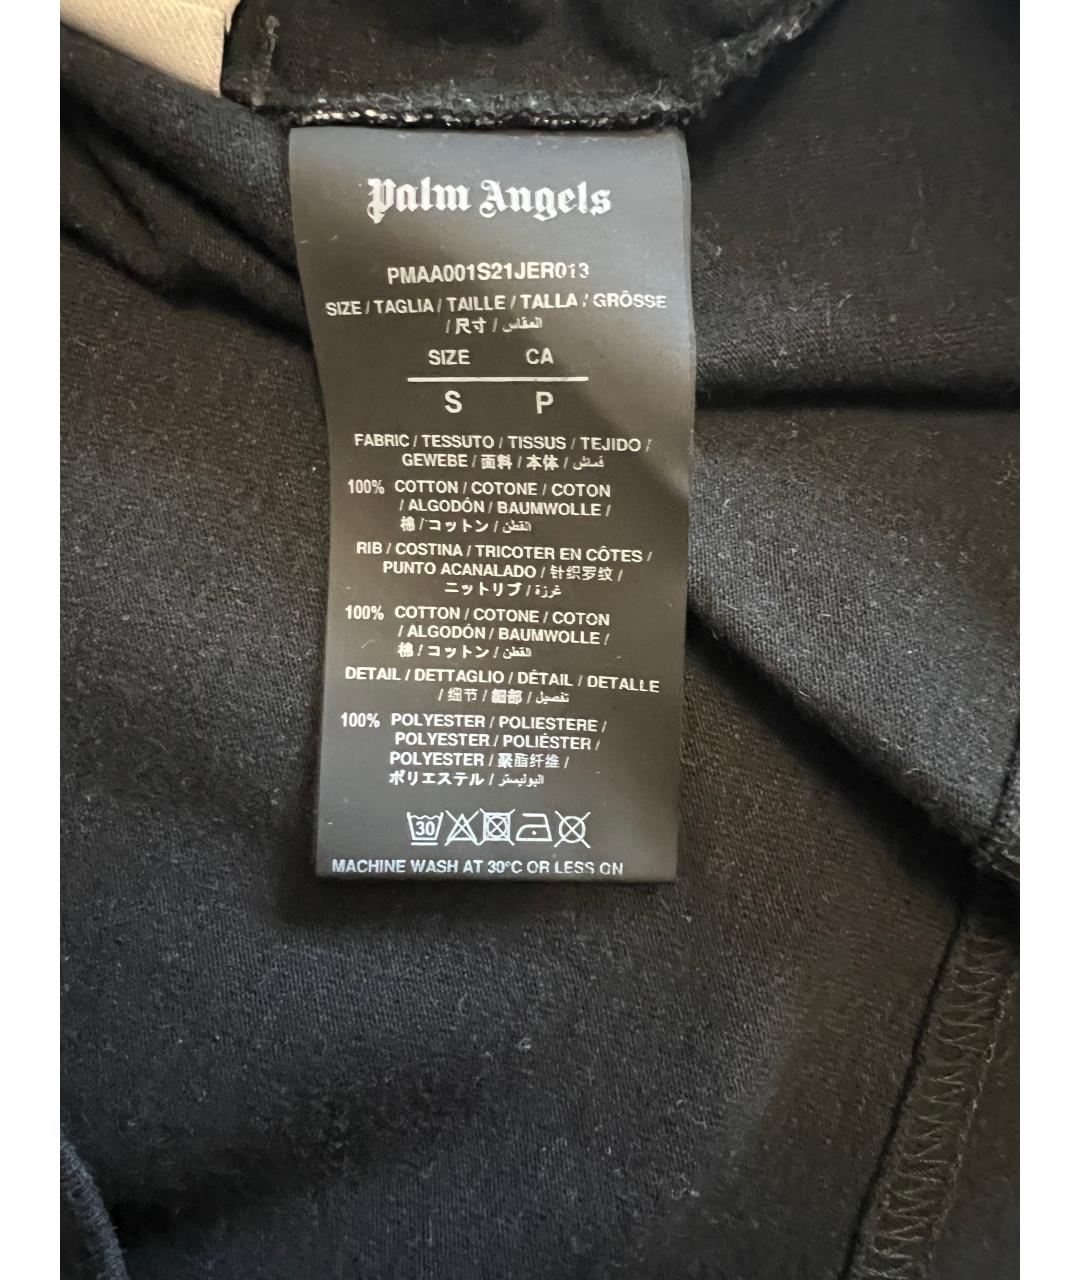 Palm Angels
PMAA001S21JER013
SIZE / TAGLIA / TAILLE / TALLA / GRÖSSE
/ 尺寸 / المقاس
SIZE CA
S P
FABRIC / TESSUTO / TISSUS / TEJIDO /
GEWEBE / 面料 / 本体 / قماش
100% COTTON / COTONE / COTON
/ ALGODÓN / BAUMWOLLE /
棉 / コットン / القطن
RIB / COSTINA / TRICOTER EN CÔTES /
PUNTO ACANALADO / 针织罗纹 /
ニットリブ / غرزة
100% COTTON / COTONE / COTON
/ ALGODÓN / BAUMWOLLE /
棉 / コットン / القطن
DETAIL / DETTAGLIO / DÉTAIL / DETALLE
/ 细节 / 細部 / تفصيل
100% POLYESTER / POLIESTERE /
POLYESTER / POLIÉSTER /
POLYESTER / 聚酯纤维 /
ポリエステル / البوليستر
30
MACHINE WASH AT 30°C OR LESS ON